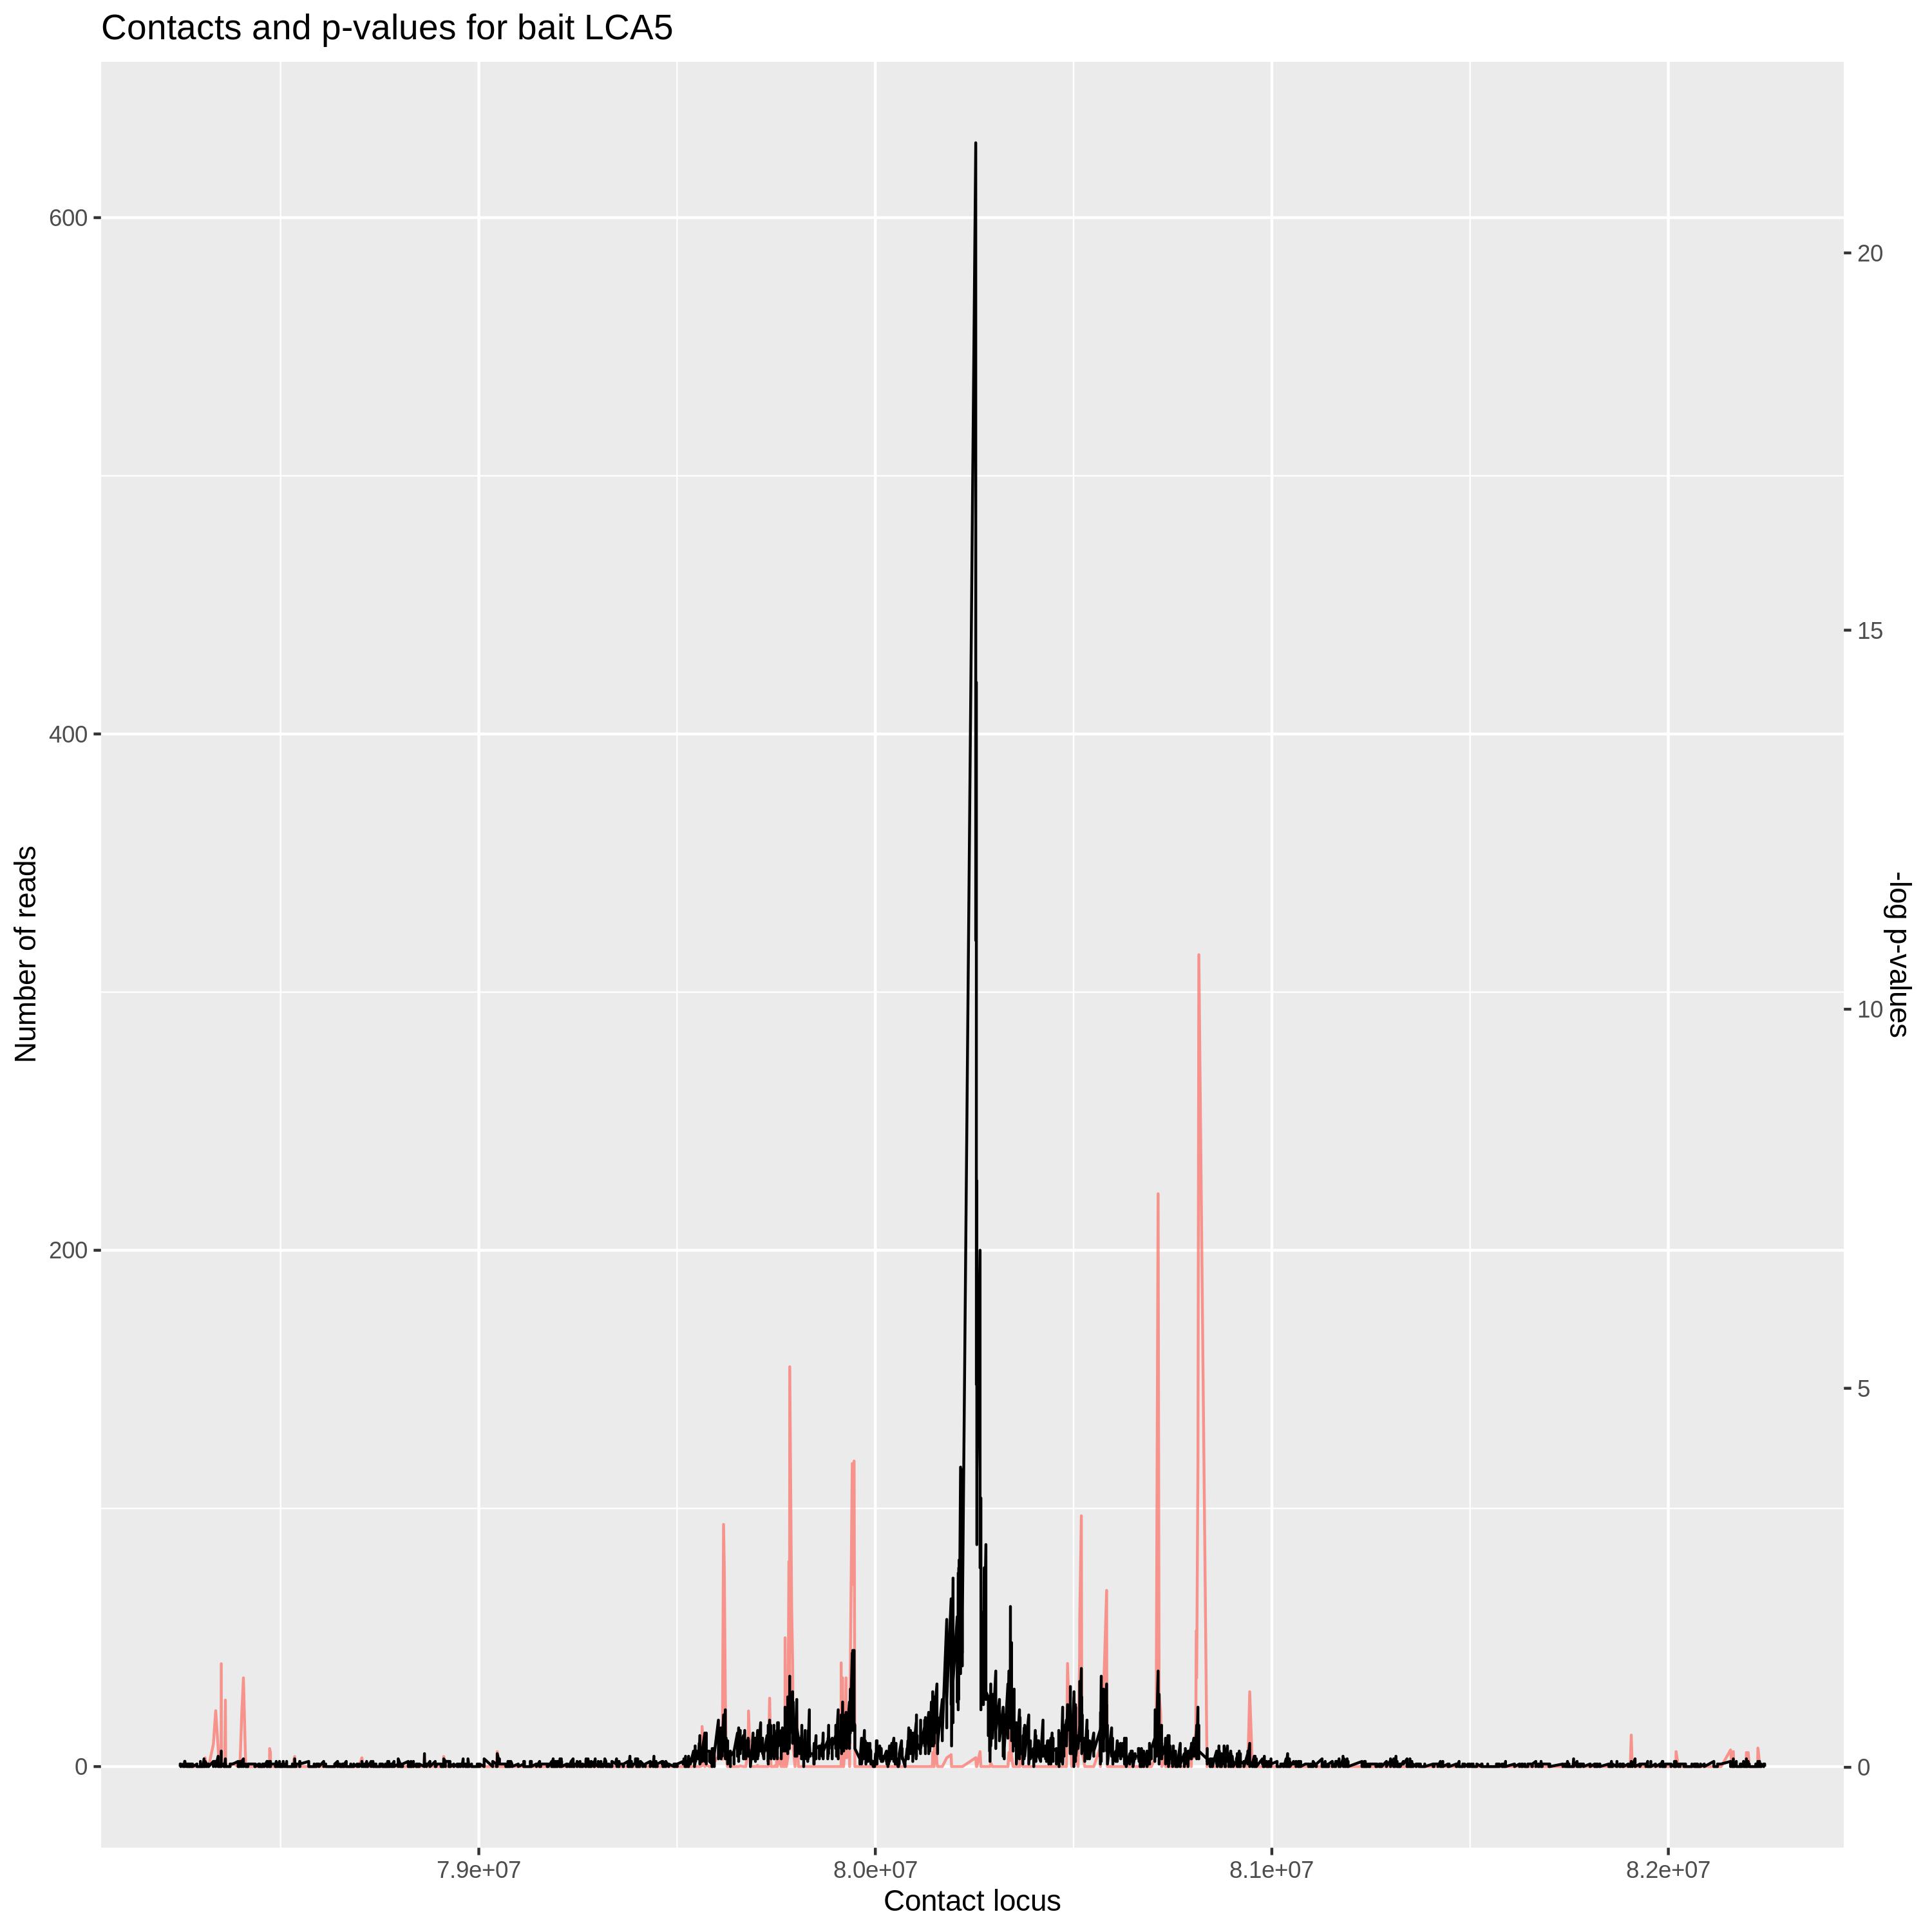 Contacts and p-values for bait LCA5
600
400
200
0
Number of reads
20
15
10
5
0
-log p-values
7.9e+07
8.0e+07
8.1e+07
8.2e+07
Contact locus